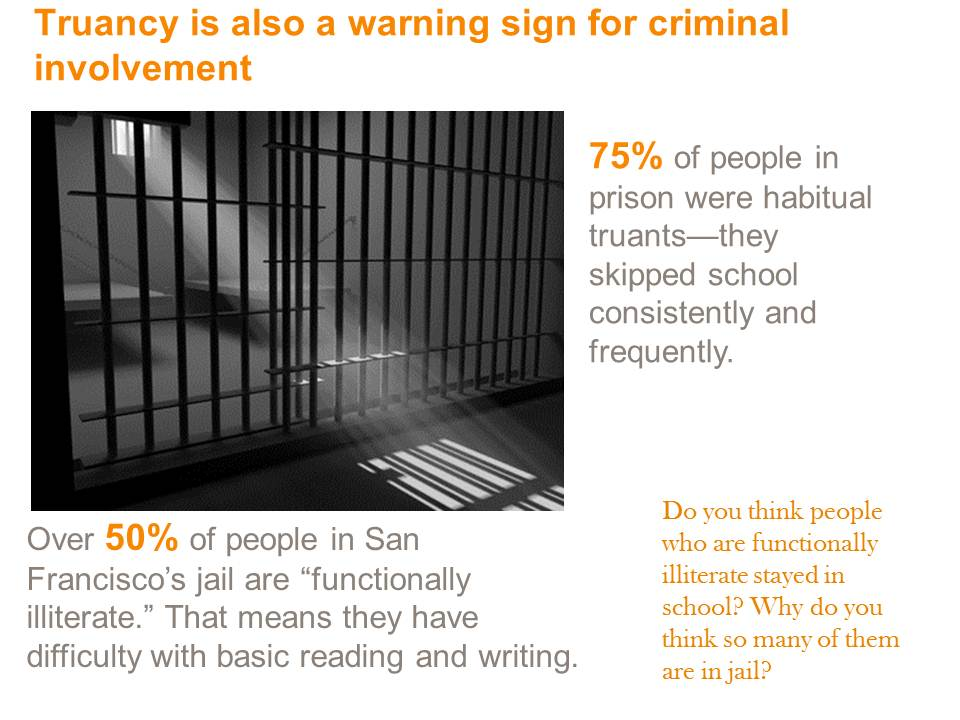 Truancy is also a warning sign for criminal
involvement
75% of people in
prison were habitual
truants—they
skipped school
consistently and
frequently.
Over 50% of people in San
Francisco’s jail are “functionally
illiterate.” That means they have
difficulty with basic reading and writing.
Do you think people
who are functionally
illiterate stayed in
school? Why do you
think so many of them
are in jail?